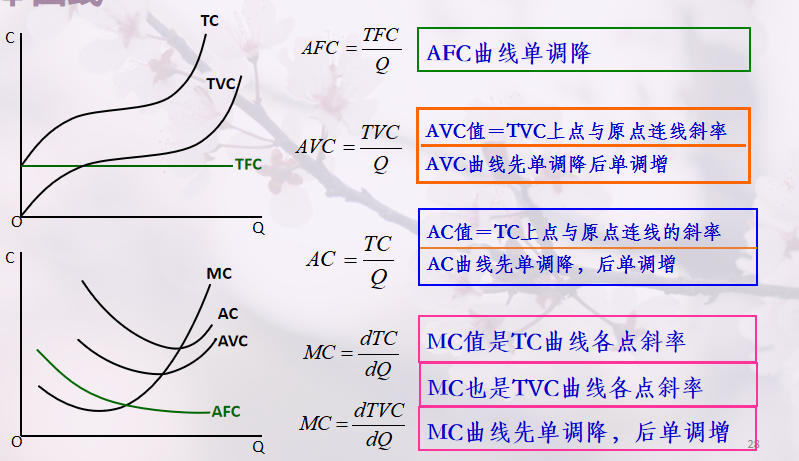 TC
C
TVC
TFC
O
Q
C
MC
AC
AVC
AFC
O
Q
AFC = TFC / Q
AFC曲线单调降
AVC = TVC / Q
AVC值=TVC上点与原点连线斜率
AVC曲线先单调降后单调增
AC = TC / Q
AC值=TC上点与原点连线的斜率
AC曲线先单调降，后单调增
MC = dTC / dQ
MC值是TC曲线各点斜率
MC也是TVC曲线各点斜率
MC = dTVC / dQ
MC曲线先单调降，后单调增
28